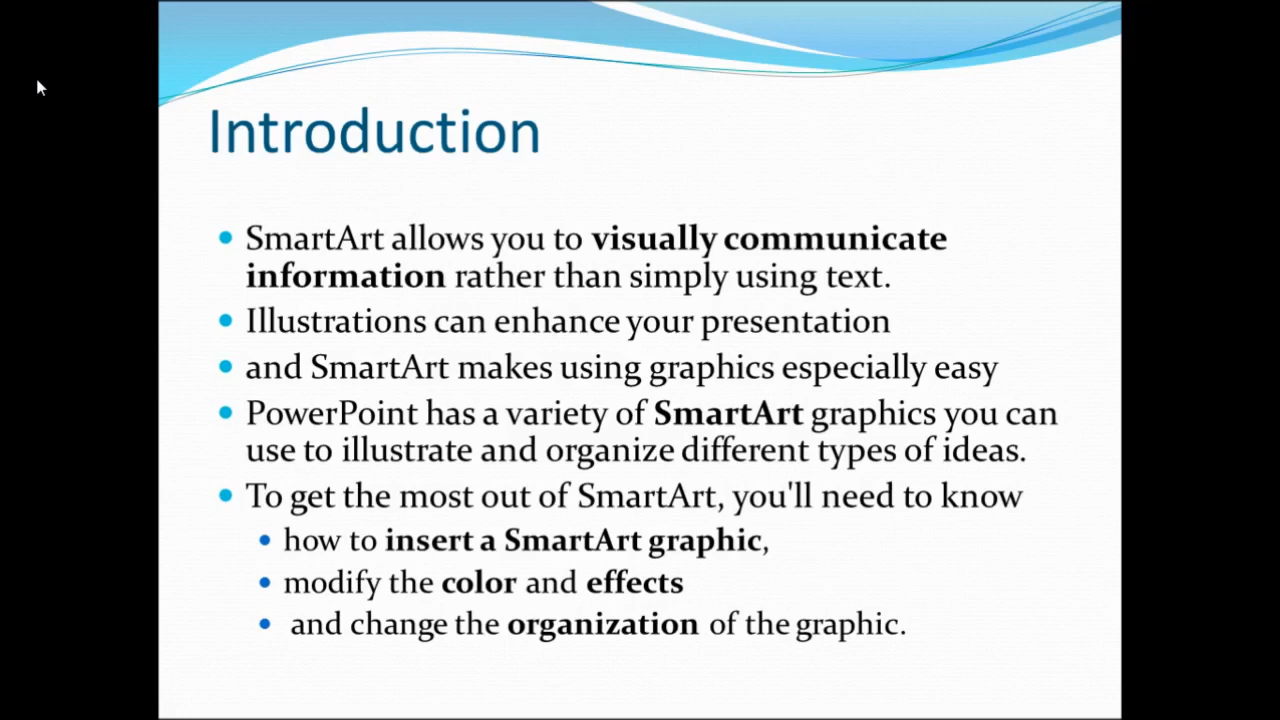 Introduction
• SmartArt allows you to visually communicate
information rather than simply using text.
• Illustrations can enhance your presentation
• and SmartArt makes using graphics especially easy
• PowerPoint has a variety of SmartArt graphics you can
use to illustrate and organize different types of ideas.
• To get the most out of SmartArt, you'll need to know
• how to insert a SmartArt graphic,
• modify the color and effects
• and change the organization of the graphic.